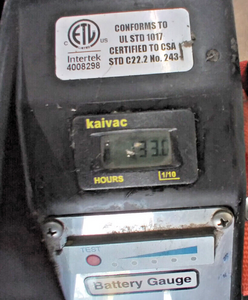 ETL
CONFORMS TO
UL STD 1017
CERTIFIED TO CSA
STD C22.2 No. 243
Intertek
4008298
kaivac
HOURS 1/10
TEST
Battery Gauge